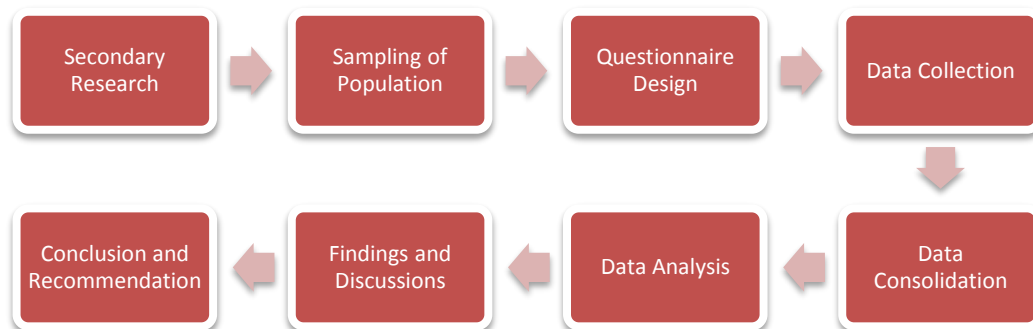 Secondary
Research
Sampling of
Population
Questionnaire
Design
Data Collection
Data
Consolidation
Data Analysis
Findings and
Discussions
Conclusion and
Recommendation